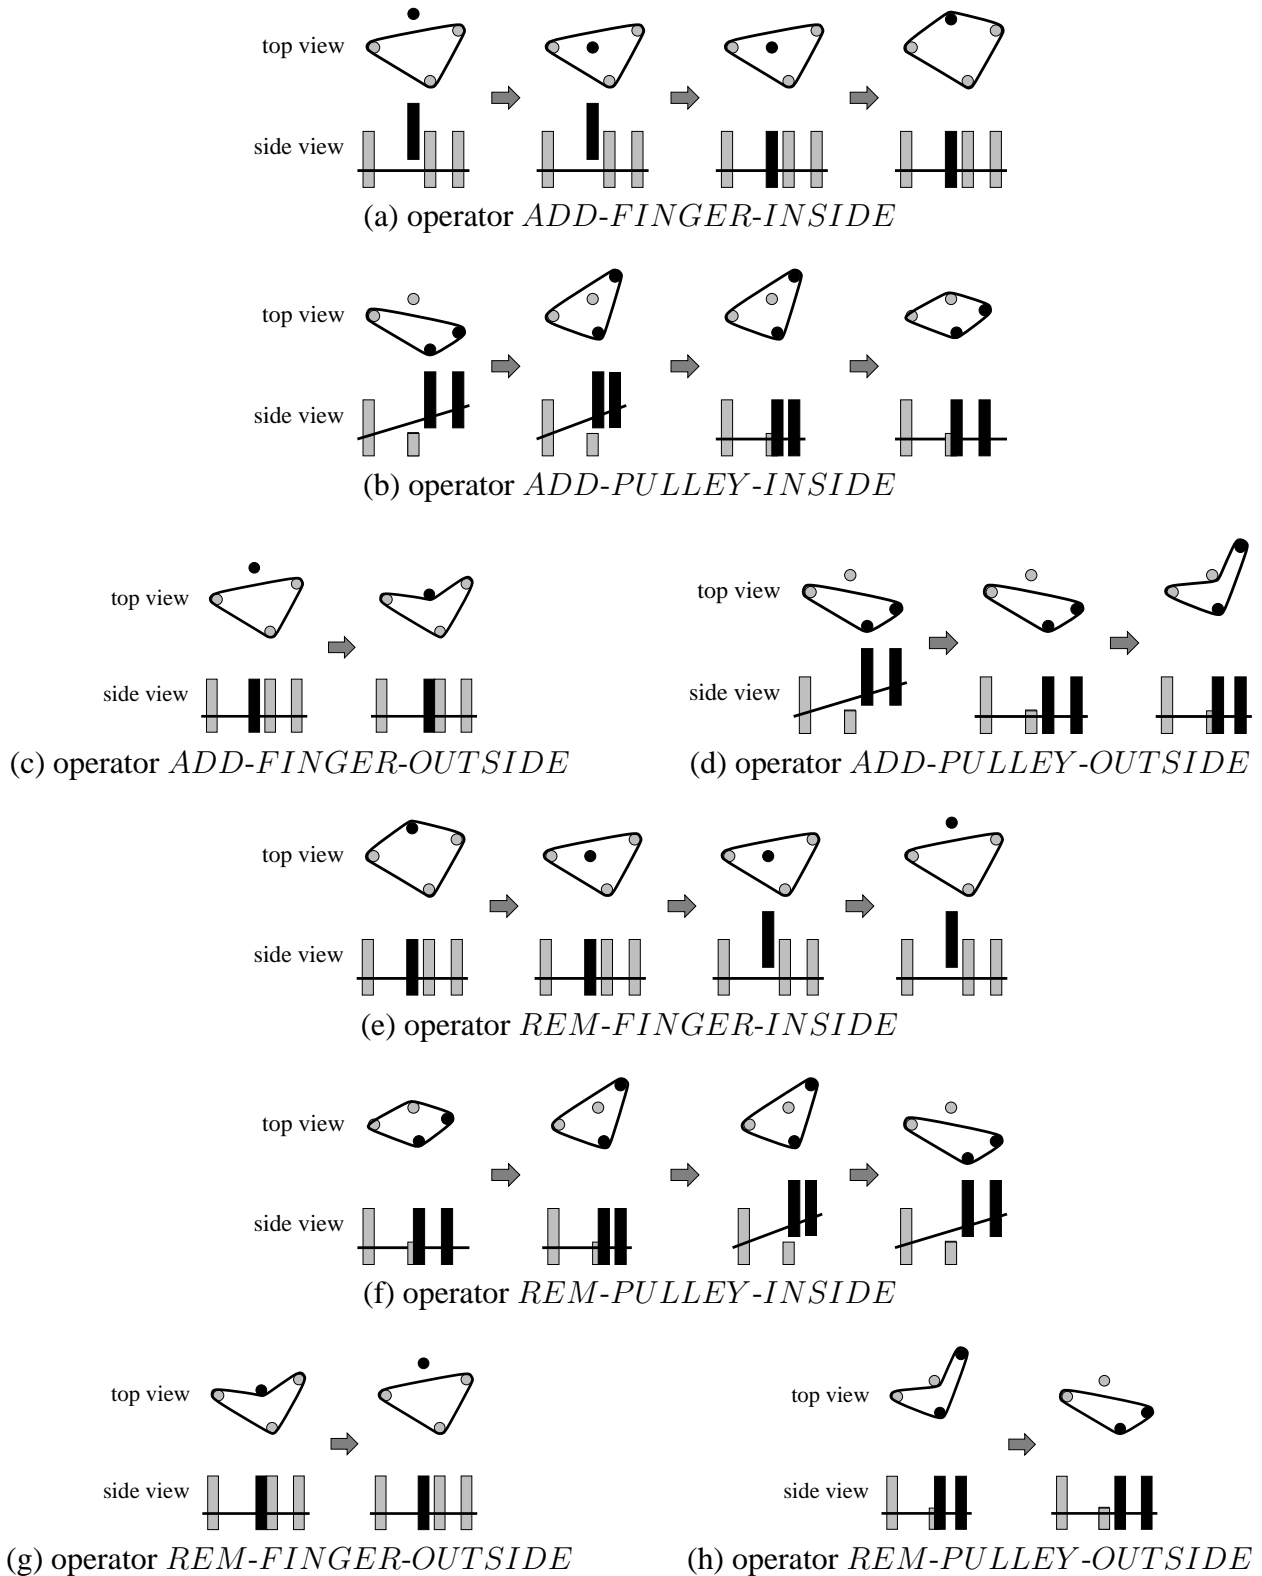 top view
side view
(a) operator ADD-FINGER-INSIDE
top view
side view
(b) operator ADD-PULLEY-INSIDE
top view
side view
(c) operator ADD-FINGER-OUTSIDE
top view
side view
(d) operator ADD-PULLEY-OUTSIDE
top view
side view
(e) operator REM-FINGER-INSIDE
top view
side view
(f) operator REM-PULLEY-INSIDE
top view
side view
(g) operator REM-FINGER-OUTSIDE
top view
side view
(h) operator REM-PULLEY-OUTSIDE